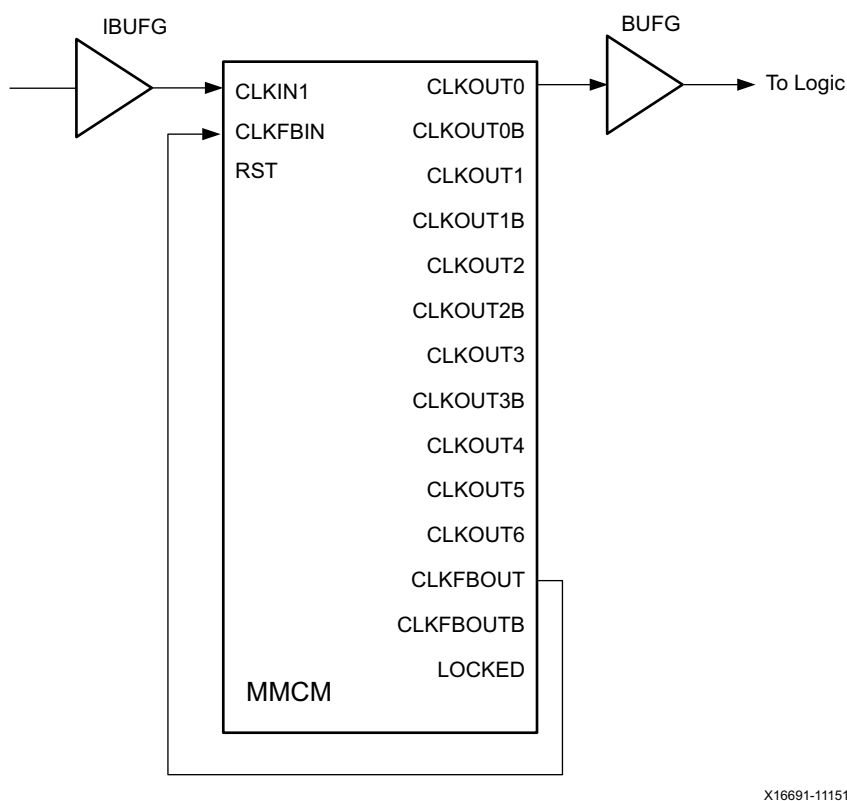 IBUFG
BUFG
CLKIN1
CLKFBIN
RST
CLKOUT0
CLKOUT0B
CLKOUT1
CLKOUT1B
CLKOUT2
CLKOUT2B
CLKOUT3
CLKOUT3B
CLKOUT4
CLKOUT5
CLKOUT6
CLKFBOUT
CLKFBOUTB
LOCKED
MMCM
To Logic
X16691-11151